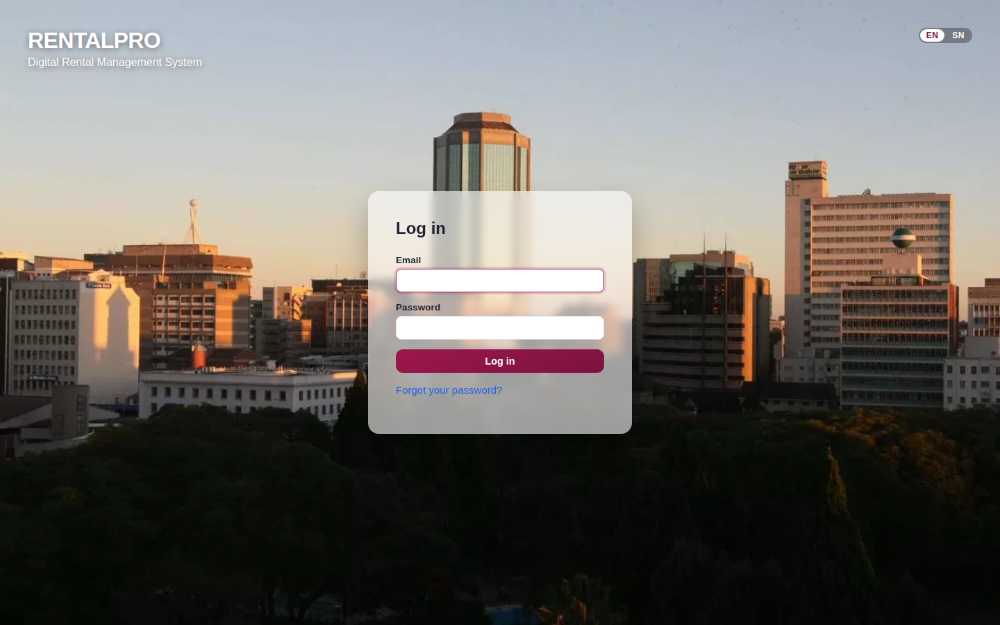 RENTALPRO
Digital Rental Management System
EN SN
Log in
Email
Password
Log in
Forgot your password?